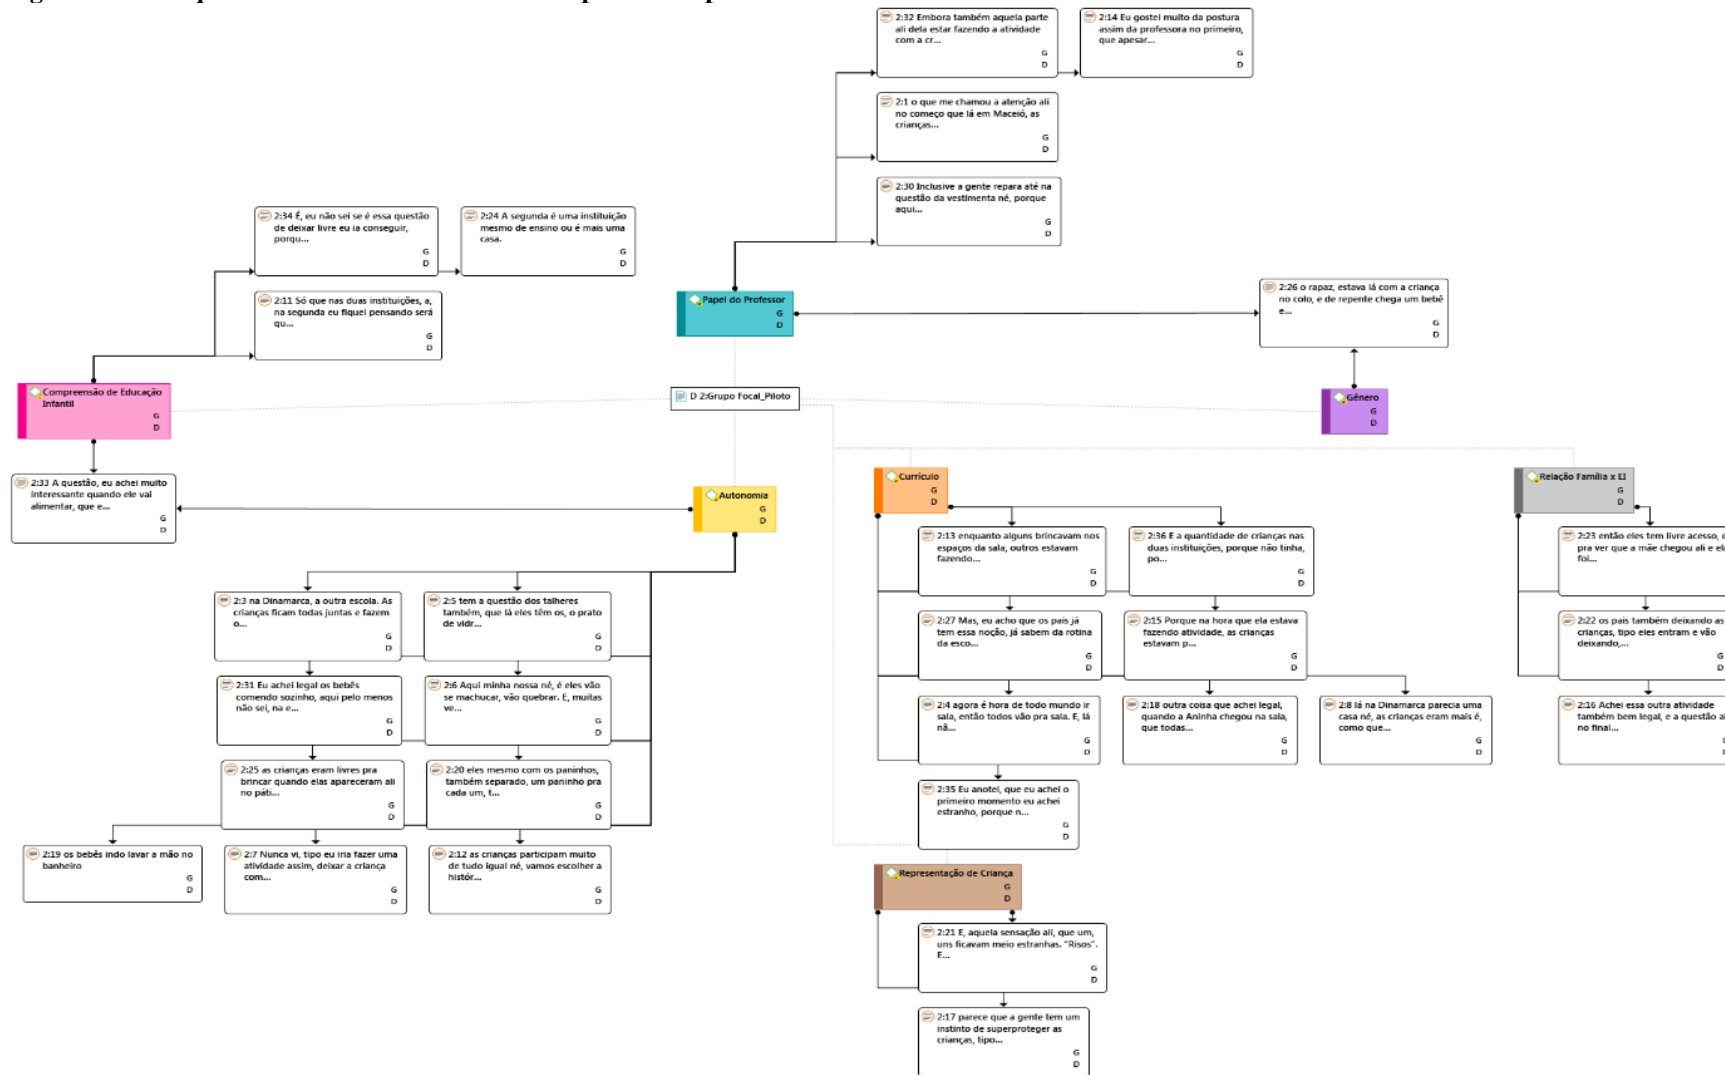 2:32 Embora também aquela parte
ali dela estar fazendo a atividade
com a cr...
G
D
2:14 Eu gostei muito da postura
assim da professora no primeiro,
que apesar...
G
D
2:1 o que me chamou a atenção ali
no começo que lá em Maceió, as
crianças...
G
D
2:30 Inclusive a gente repara até na
questão da vestimenta né, porque
aqui...
G
D
2:34 É, eu não sei se é essa questão
de deixar livre eu ia conseguir,
porqu...
G
D
2:24 A segunda é uma instituição
mesmo de ensino ou é mais uma
casa.
G
D
2:11 Só que nas duas instituições, a,
na segunda eu fiquei pensando será
qu...
G
D
Papel do Professor
G
D
2:26 o rapaz, estava lá com a criança
no colo, e de repente chega um bebê
e...
G
D
Compreensão de Educação
Infantil
G
D
D 2:Grupo Focal_Piloto
Gênero
G
D
2:33 A questão, eu achei muito
interessante quando ele vai
alimentar, que e...
G
D
Autonomia
G
D
Currículo
G
D
Relação Família x EI
G
D
2:3 na Dinamarca, a outra escola. As
crianças ficam todas juntas e fazem
o...
G
D
2:5 tem a questão dos talheres
também, que lá eles têm os, o prato
de vidr...
G
D
2:31 Eu achei legal os bebês
comendo sozinho, aqui pelo menos
não sei, na e...
G
D
2:6 Aqui minha nossa né, é eles vão
se machucar, vão quebrar. E, muitas
ve...
G
D
2:25 as crianças eram livres pra
brincar quando elas apareceram ali
no páti...
G
D
2:20 eles mesmo com os paninhos,
também separado, um paninho pra
cada um, t...
G
D
2:19 os bebês indo lavar a mão no
banheiro
G
D
2:7 Nunca vi, tipo eu iria fazer uma
atividade assim, deixar a criança
com...
G
D
2:12 as crianças participam muito
de tudo igual né, vamos escolher a
histór...
G
D
2:13 enquanto alguns brincavam nos
espaços da sala, outros estavam
fazendo...
G
D
2:36 E a quantidade de crianças nas
duas instituições, porque não tinha,
po...
G
D
2:27 Mas, eu acho que os pais já
tem essa noção, já sabem da rotina
da esco...
G
D
2:15 Porque na hora que ela estava
fazendo atividade, as crianças
estavam p...
G
D
2:4 agora é hora de todo mundo ir
sala, então todos vão pra sala. E, lá
nã...
G
D
2:18 outra coisa que achei legal,
quando a Aninha chegou na sala,
que todas...
G
D
2:8 lá na Dinamarca parecia uma
casa né, as crianças eram mais é,
como que...
G
D
2:35 Eu anotei, que eu achei o
primeiro momento eu achei
estranho, porque n...
G
D
2:23 então eles tem livre acesso,
pra ver que a mãe chegou ali e
foi...
G
D
2:22 os pais também deixando as
crianças, tipo eles entram e vão
deixando,...
G
D
2:16 Achei essa outra atividade
também bem legal, e a questão
no final...
G
D
Representação de Criança
G
D
2:21 E, aquela sensação ali, que um,
uns ficavam meio estranhas. "Risos".
E...
G
D
2:17 parece que a gente tem um
instinto de superproteger as
crianças, tipo...
G
D